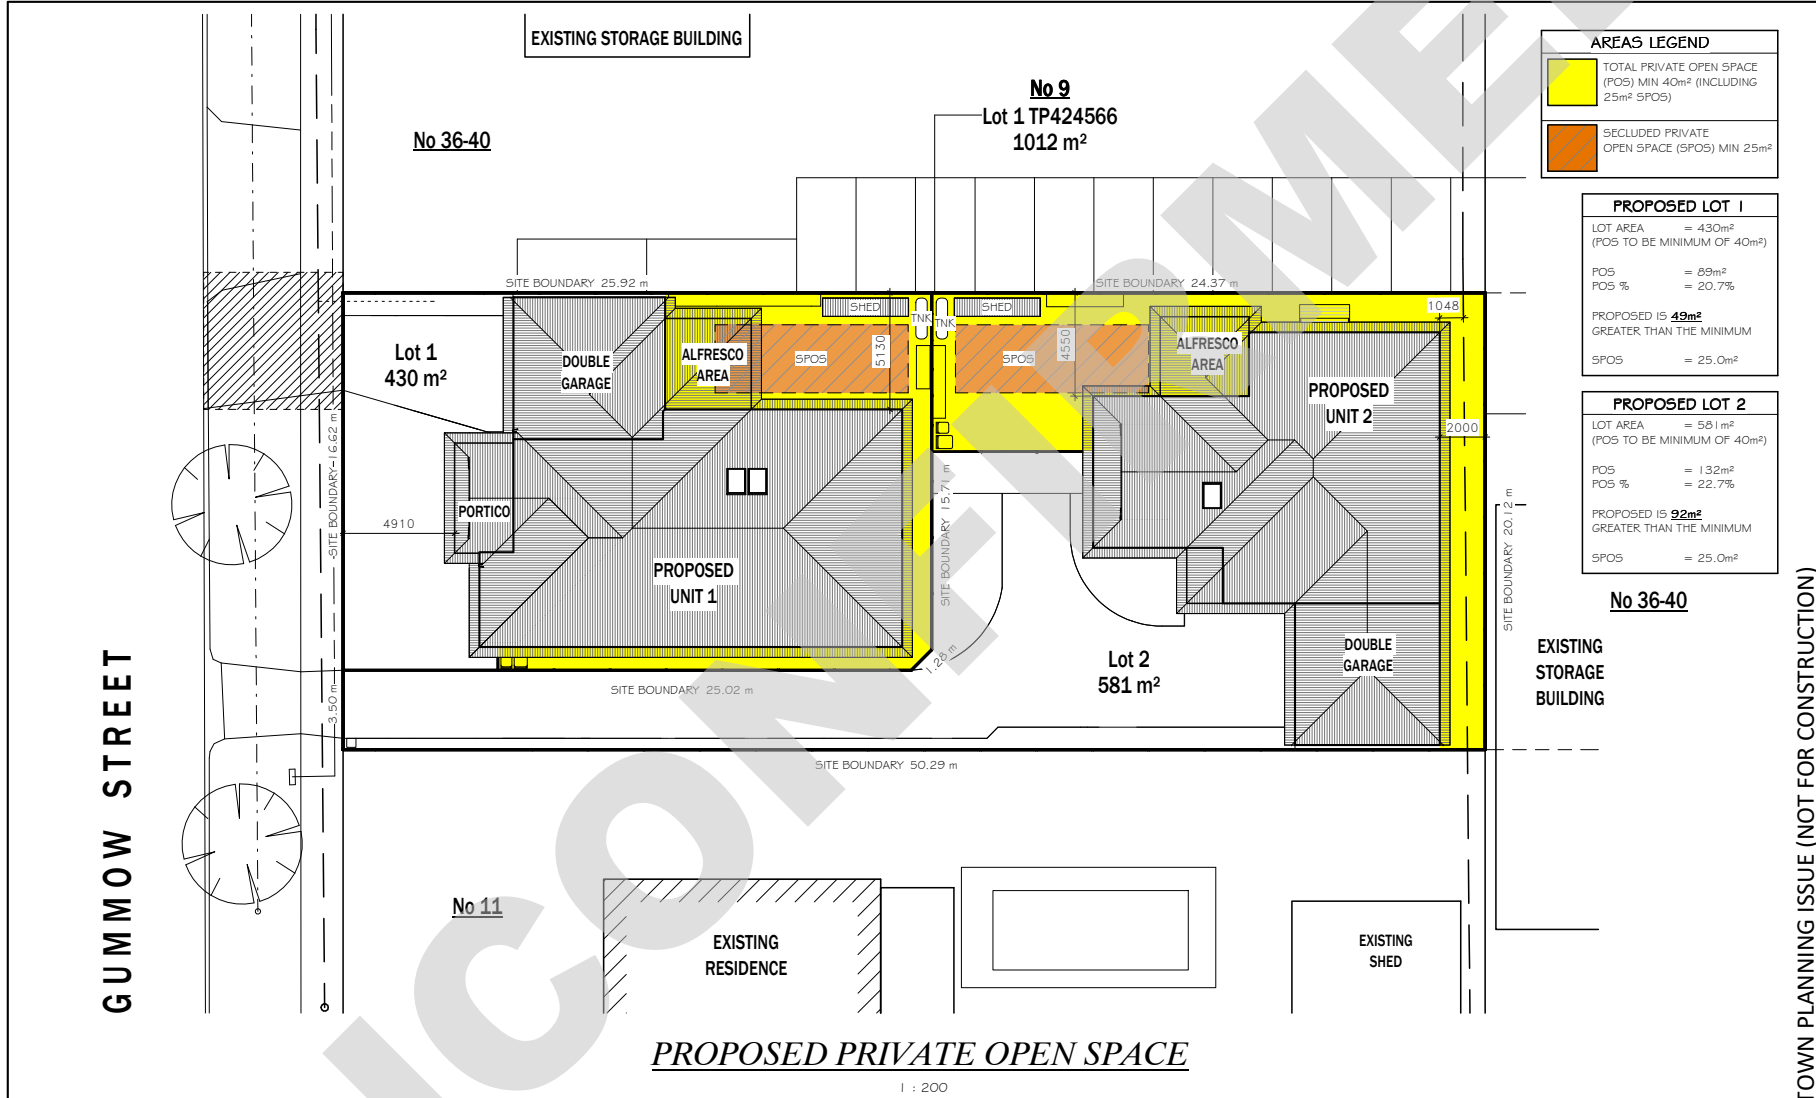 EXISTING STORAGE BUILDING
No 9
Lot 1 TP424566
1012 m²
No 36-40
AREAS LEGEND
TOTAL PRIVATE OPEN SPACE
(POS) MIN 40m² (INCLUDING
25m² SPOS)
SECLUDED PRIVATE
OPEN SPACE (SPOS) MIN 25m²
PROPOSED LOT 1
LOT AREA = 430m²
(POS TO BE MINIMUM OF 40m²)
POS = 89m²
POS % = 20.7%
PROPOSED IS 49m²
GREATER THAN THE MINIMUM
SPOS = 25.0m²
PROPOSED LOT 2
LOT AREA = 581m²
(POS TO BE MINIMUM OF 40m²)
POS = 132m²
POS % = 22.7%
PROPOSED IS 92m²
GREATER THAN THE MINIMUM
SPOS = 25.0m²
No 36-40
EXISTING
STORAGE
BUILDING
SITE BOUNDARY 25.92 m
SITE BOUNDARY 24.37 m
SHED
TNK
TNK
SHED
1048
Lot 1
430 m²
DOUBLE
GARAGE
ALFRESCO
AREA
SPOS
5130
SPOS
4550
ALFRESCO
AREA
PROPOSED
UNIT 2
2000
SITE BOUNDARY 16.62 m
4910
PORTICO
PROPOSED
UNIT 1
SITE BOUNDARY 15.71 m
SITE BOUNDARY 20.12 m
1.28 m
Lot 2
581 m²
DOUBLE
GARAGE
SITE BOUNDARY 25.02 m
3.50 m
SITE BOUNDARY 50.29 m
GUMMOW STREET
No 11
EXISTING
RESIDENCE
EXISTING
SHED
PROPOSED PRIVATE OPEN SPACE
1 : 200
TOWN PLANNING ISSUE (NOT FOR CONSTRUCTION)